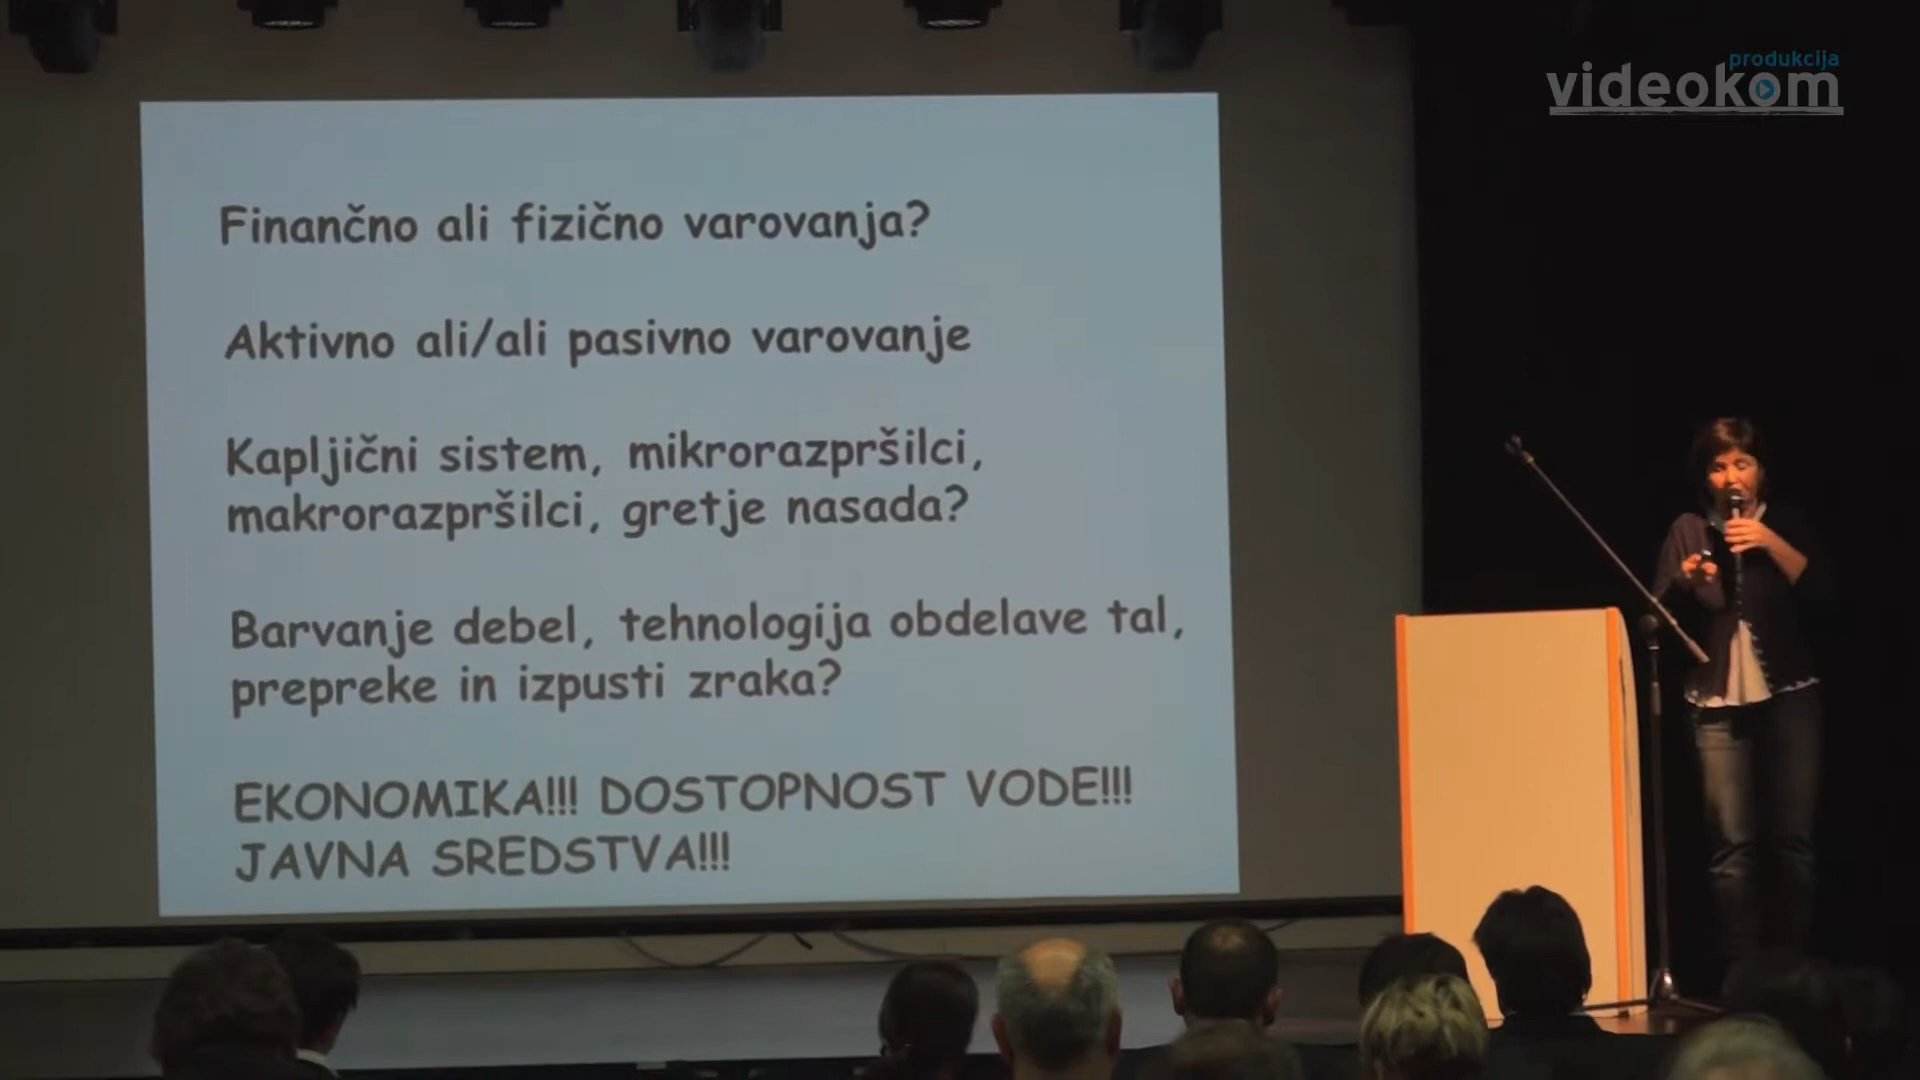 produkcija
videokom
Finančno ali fizično varovanja?
Aktivno ali/ali pasivno varovanje
Kapljični sistem, mikrorazpršilci,
makrorazpršilci, gretje nasada?
Barvanje debel, tehnologija obdelave tal,
prepreke in izpusti zraka?
EKONOMIKA!!! DOSTOPNOST VODE!!!
JAVNA SREDSTVA!!!